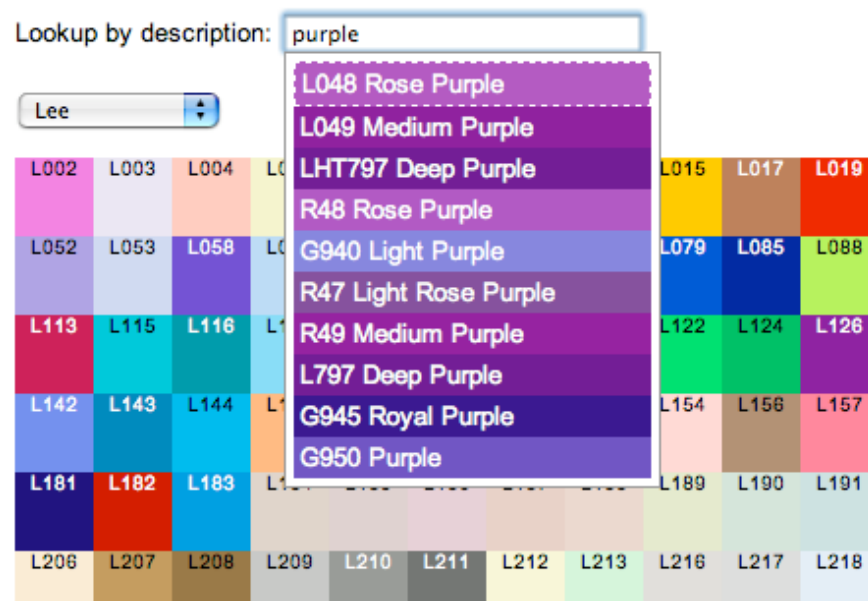 Lookup by description: purple
L048 Rose Purple
Lee
L049 Medium Purple
LHT797 Deep Purple
L002 L003 L004 L015 L017 L019
R48 Rose Purple
G940 Light Purple
L052 L053 L058 L079 L085 L088
R47 Light Rose Purple
R49 Medium Purple
L113 L115 L116 L122 L124 L126
L797 Deep Purple
G945 Royal Purple
L142 L143 L144 L154 L156 L157
G950 Purple
L181 L182 L183 L189 L190 L191
L206 L207 L208 L209 L210 L211 L212 L213 L216 L217 L218